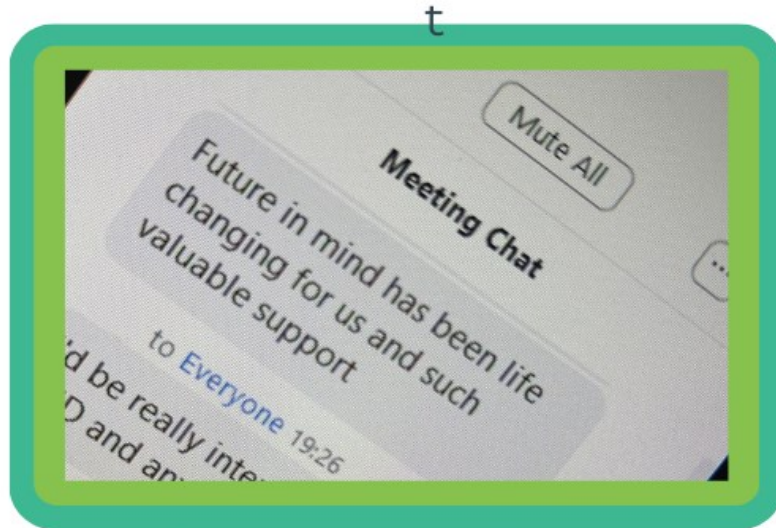 t
Mute All
Meeting Chat
...
Future in mind has been life
changing for us and such
valuable support
to Everyone 19:26
'd be really inte
D and an